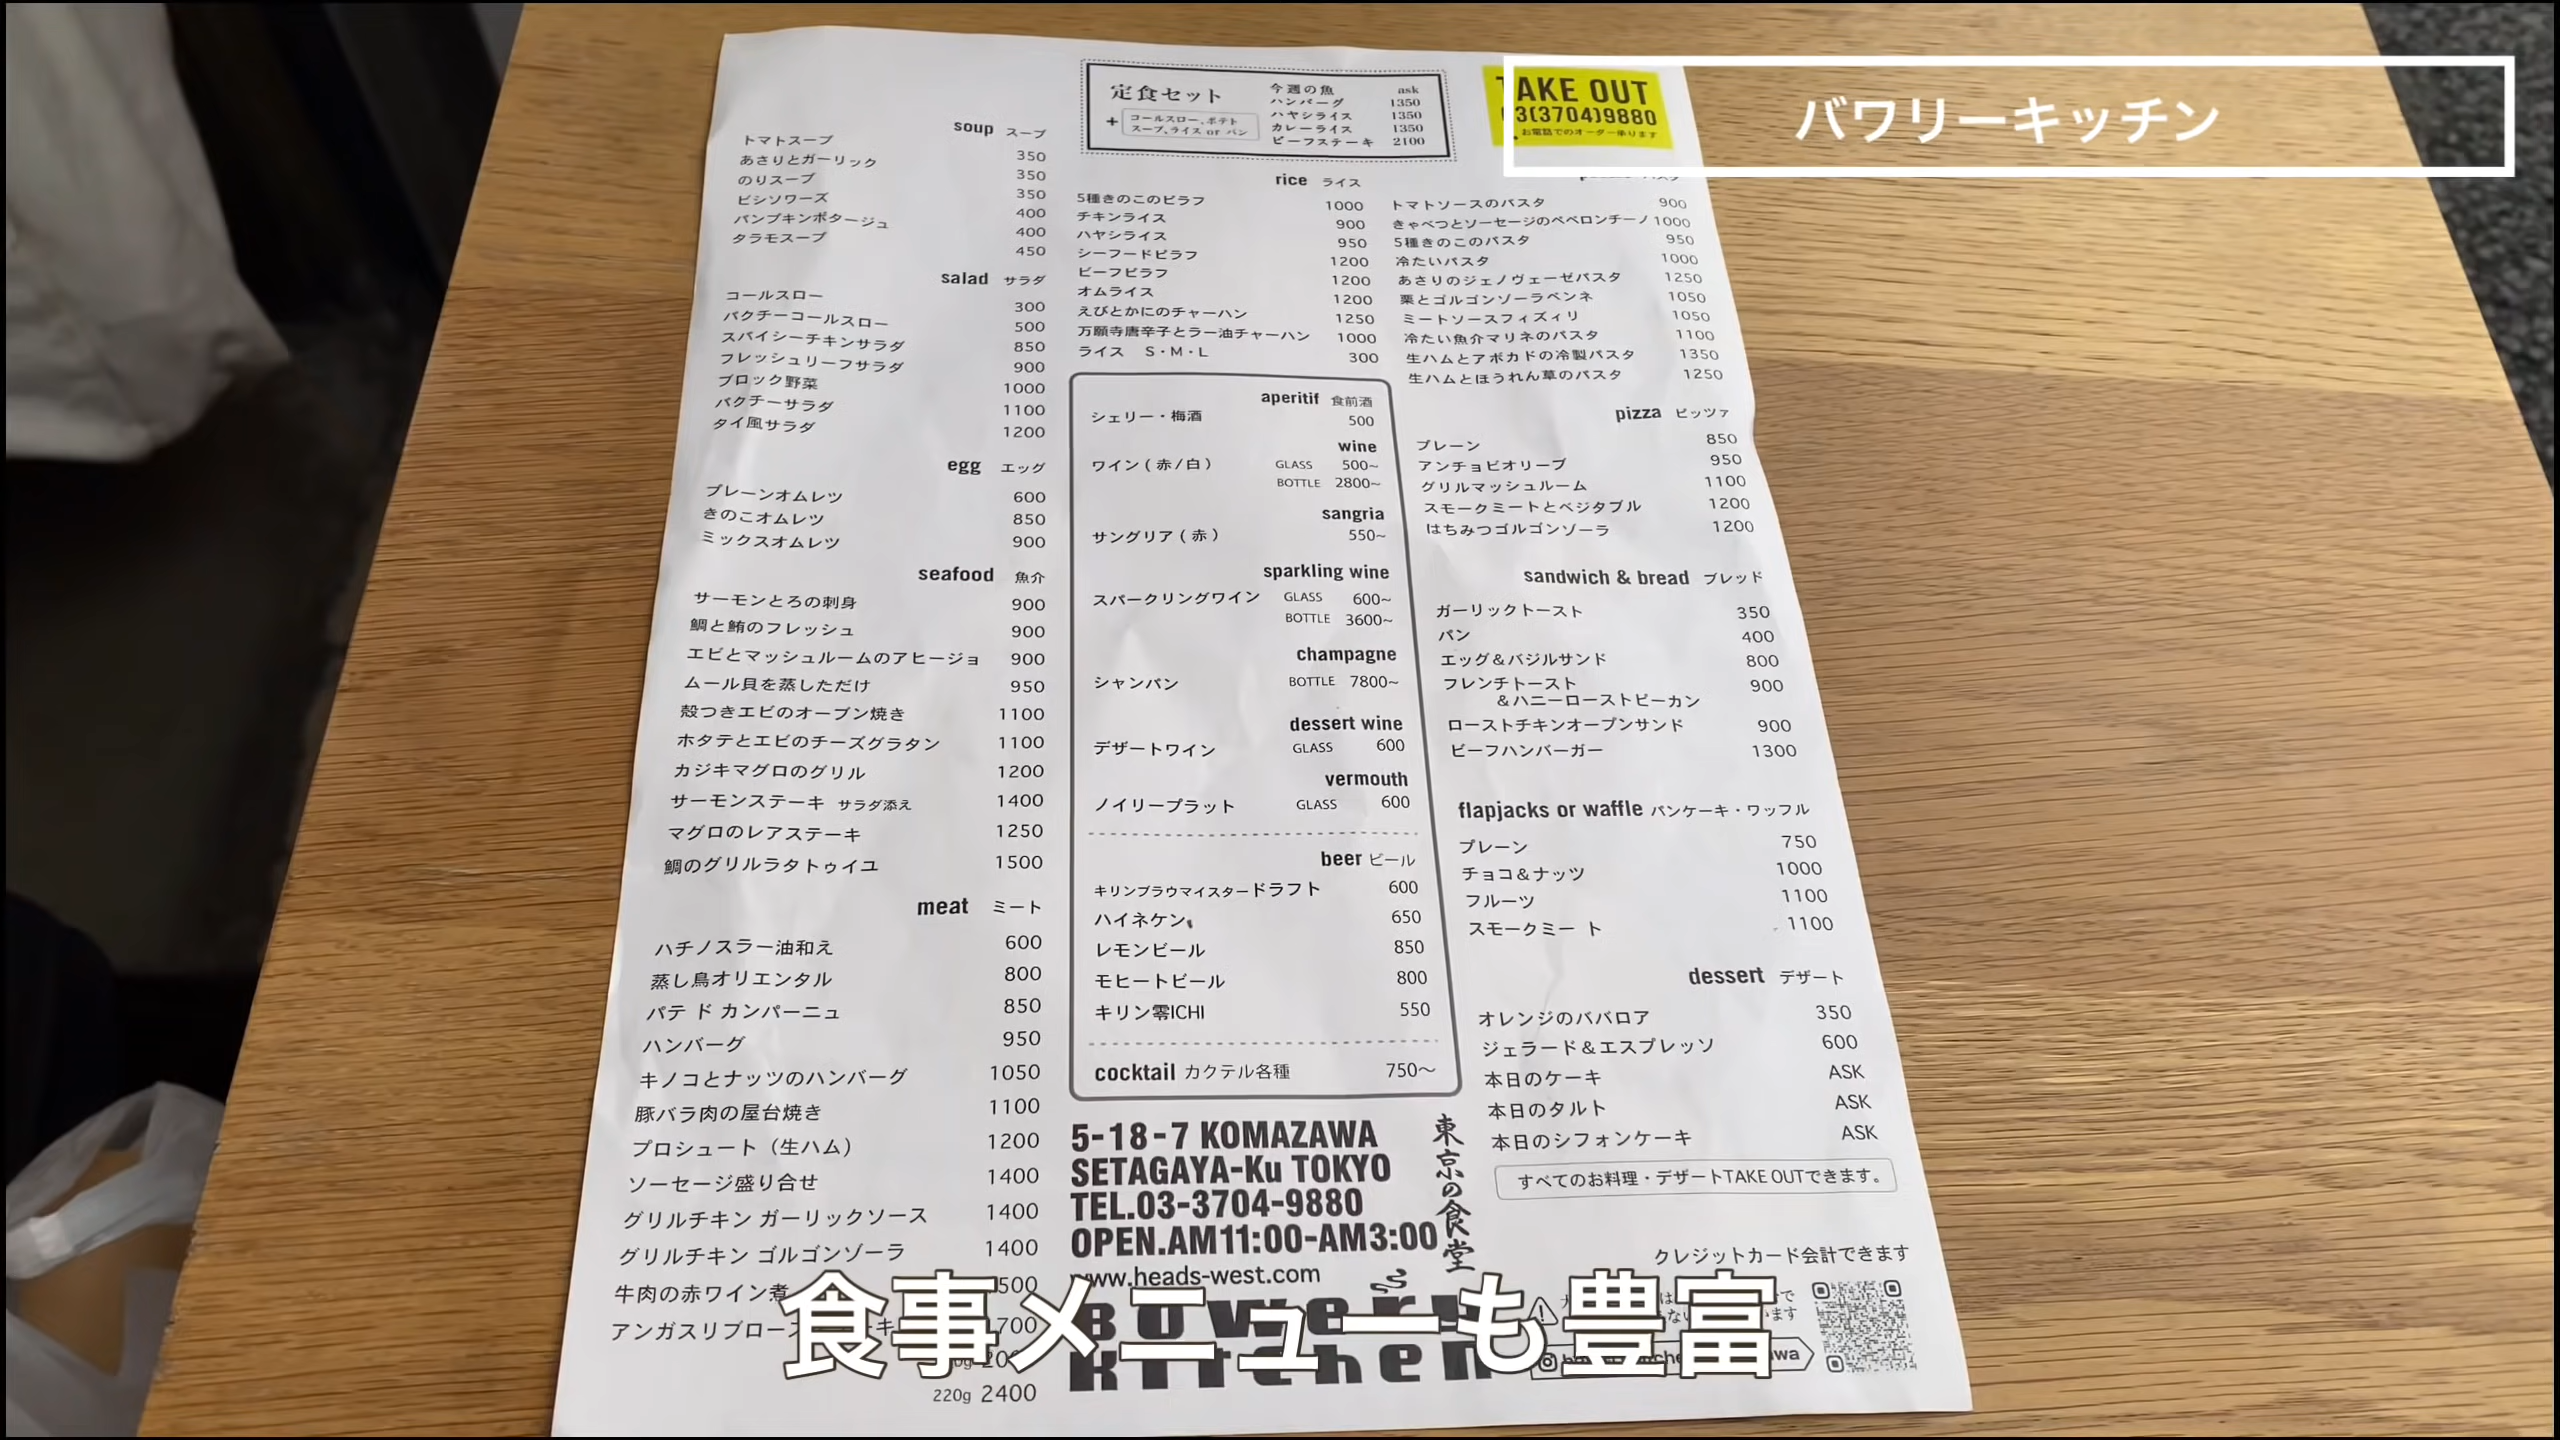 バワリーキッチン
soup スープ
トマトスープ 350
あさりとガーリック 350
のりスープ 350
ビシソワーズ 400
パンプキンポタージュ 400
タラモスープ 450
salad サラダ
コールスロー 300
パクチーコールスロー 500
スパイシーチキンサラダ 850
フレッシュリーフサラダ 900
ブロック野菜 1000
パクチーサラダ 1100
タイ風サラダ 1200
egg エッグ
プレーンオムレツ 600
きのこオムレツ 850
ミックスオムレツ 900
seafood 魚介
サーモンとろの刺身 900
鯛と鮪のフレッシュ 900
エビとマッシュルームのアヒージョ 900
ムール貝を蒸しただけ 950
殻つきエビのオーブン焼き 1100
ホタテとエビのチーズグラタン 1100
カジキマグロのグリル 1200
サーモンステーキ サラダ添え 1400
マグロのレアステーキ 1250
鯛のグリルラタトゥイユ 1500
meat ミート
ハチノスラー油和え 600
蒸し鳥オリエンタル 800
パテ ド カンパーニュ 850
ハンバーグ 950
キノコとナッツのハンバーグ 1050
豚バラ肉の屋台焼き 1100
プロシュート（生ハム） 1200
ソーセージ盛り合せ 1400
グリルチキン ガーリックソース 1400
グリルチキン ゴルゴンゾーラ 1400
牛肉の赤ワイン煮
アンガスリブロース
220g 2400
定食セット
+ コールスロー、ポテト
スープ、ライス or パン
今週の魚 ask
ハンバーグ 1350
ハヤシライス 1350
カレーライス 1350
ビーフステーキ 2100
rice ライス
5種きのこのピラフ 1000
チキンライス 900
ハヤシライス 950
シーフードピラフ 1200
ビーフピラフ 1200
オムライス 1200
えびとかにのチャーハン 1250
万願寺唐辛子とラー油チャーハン 1000
ライス S・M・L 300
aperitif 食前酒
シェリー・梅酒 500
wine
ワイン（赤/白） GLASS 500~
BOTTLE 2800~
sangria
サングリア（赤） 550~
sparkling wine
スパークリングワイン GLASS 600~
BOTTLE 3600~
champagne
シャンパン BOTTLE 7800~
dessert wine
デザートワイン GLASS 600
vermouth
ノイリープラット GLASS 600
beer ビール
キリンブラウマイスタードラフト 600
ハイネケン 650
レモンビール 850
モヒートビール 800
キリン零ICHI 550
cocktail カクテル各種 750〜
5-18-7 KOMAZAWA
SETAGAYA-Ku TOKYO
TEL.03-3704-9880
OPEN.AM11:00-AM3:00
www.heads-west.com
東京の食堂
Bowery
Kitchen
TAKE OUT
03(3704)9880
お電話でのオーダー承ります
パスタ
トマトソースのパスタ 900
きゃべつとソーセージのペペロンチーノ 1000
5種きのこのパスタ 950
冷たいパスタ 1000
あさりのジェノヴェーゼパスタ 1250
栗とゴルゴンゾーラペンネ 1050
ミートソースフィズィリ 1050
冷たい魚介マリネのパスタ 1100
生ハムとアボカドの冷製パスタ 1350
生ハムとほうれん草のパスタ 1250
pizza ピッツァ
プレーン 850
アンチョビオリーブ 950
グリルマッシュルーム 1100
スモークミートとベジタブル 1200
はちみつゴルゴンゾーラ 1200
sandwich & bread ブレッド
ガーリックトースト 350
パン 400
エッグ＆バジルサンド 800
フレンチトースト 900
＆ハニーローストピーカン
ローストチキンオープンサンド 900
ビーフハンバーガー 1300
flapjacks or waffle パンケーキ・ワッフル
プレーン 750
チョコ＆ナッツ 1000
フルーツ 1100
スモークミート 1100
dessert デザート
オレンジのババロア 350
ジェラード＆エスプレッソ 600
本日のケーキ ASK
本日のタルト ASK
本日のシフォンケーキ ASK
すべてのお料理・デザートTAKE OUTできます。
クレジットカード会計できます
食事メニューも豊富